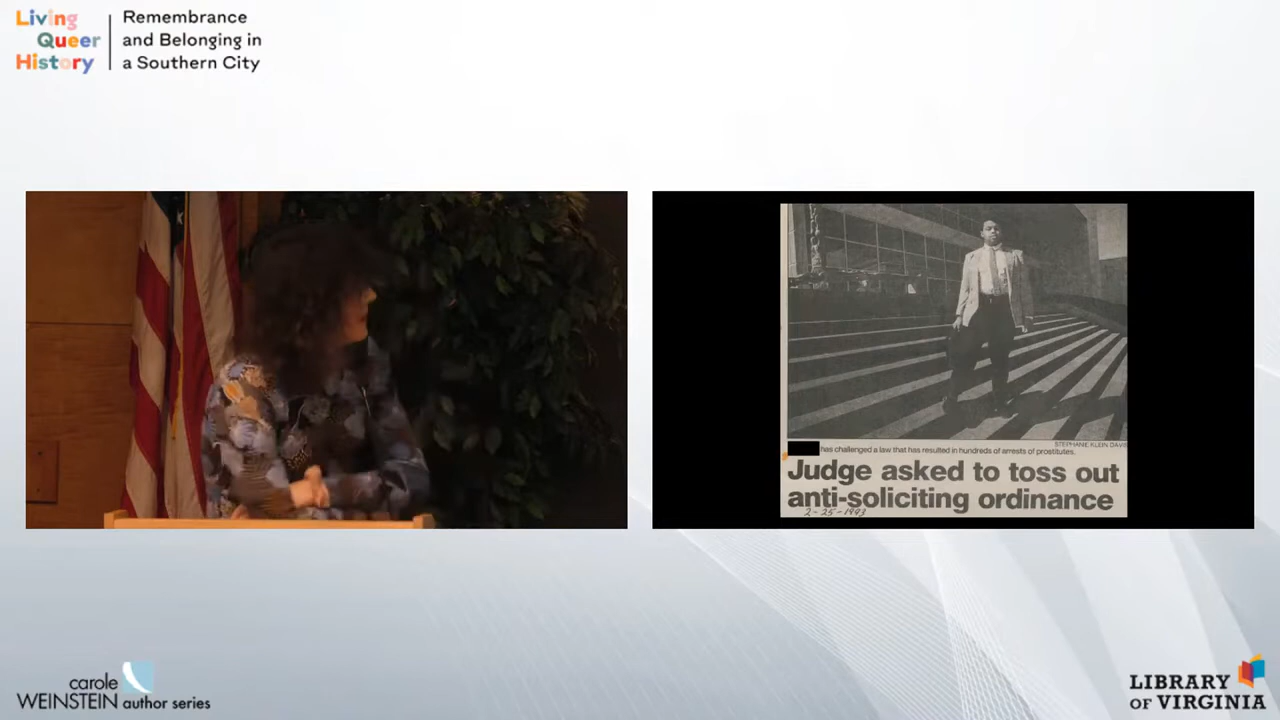 Living
Queer
History
Remembrance
and Belonging in
a Southern City
STEPHANIE KLEIN DAVIS
has challenged a law that has resulted in hundreds of arrests of prostitutes.
Judge asked to toss out
anti-soliciting ordinance
2-25-1993
carole
WEINSTEIN author series
LIBRARY
OF VIRGINIA